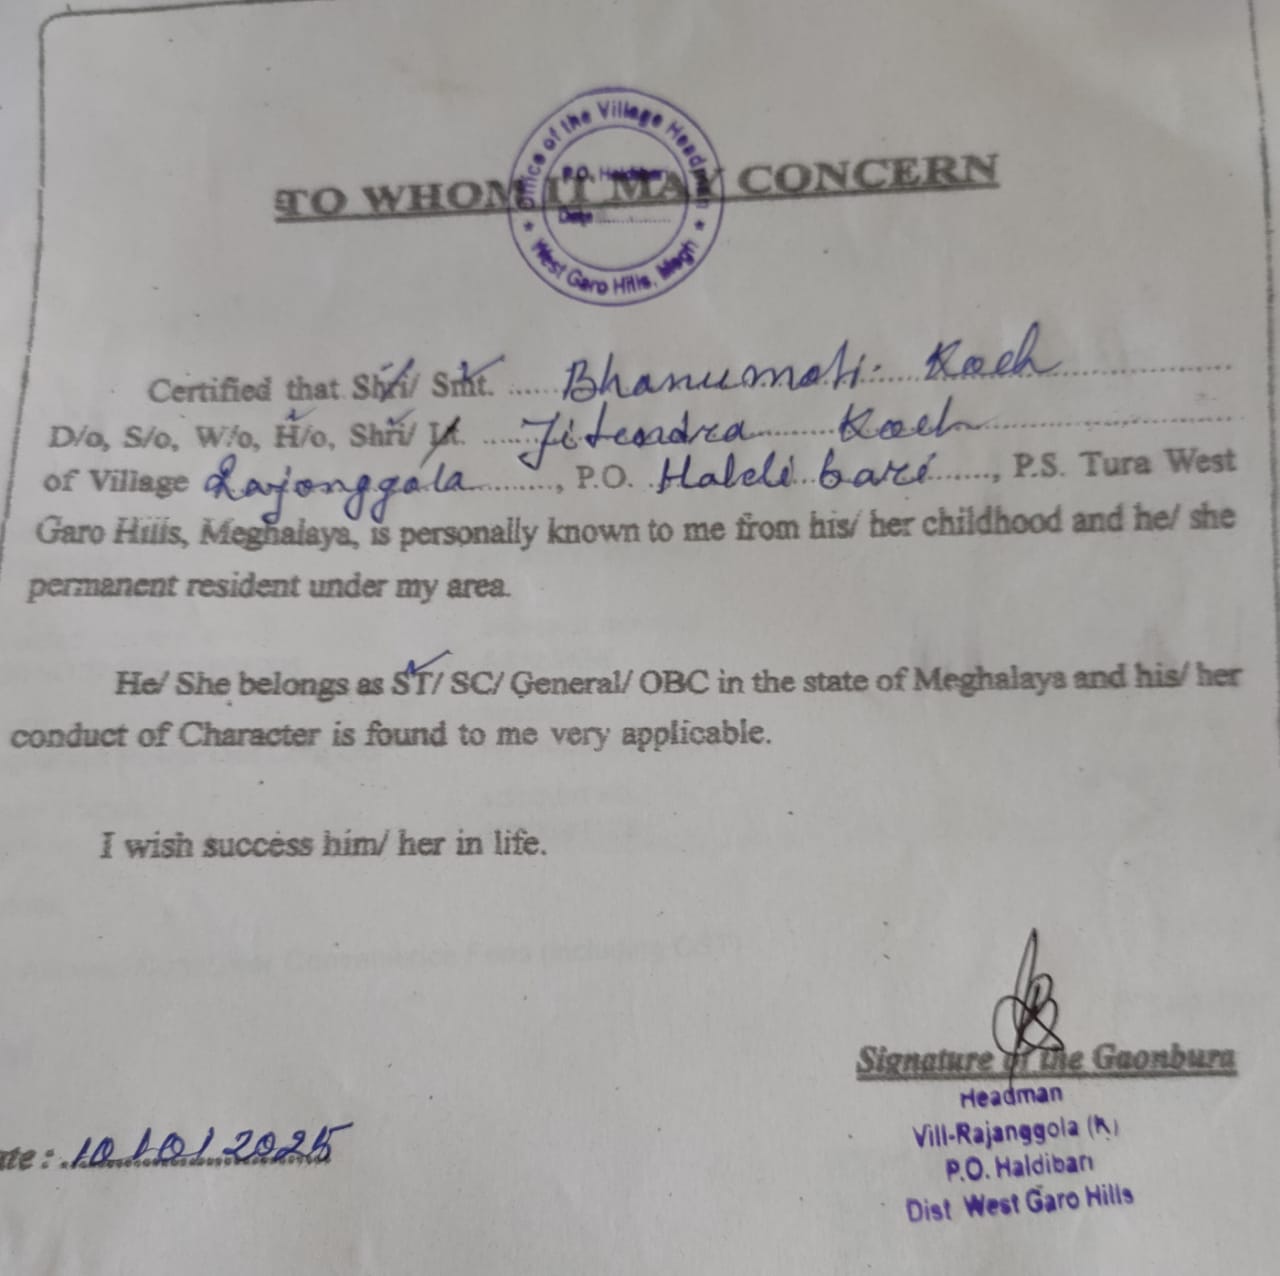 Office of the Village Headman
P.O. Haldibari
Date ............
* West Garo Hills, Megh *
TO WHOM IT MAY CONCERN
Certified that Shri/ Smt. ...... Bhanumoti Koch
D/o, S/o, W/o, H/o, Shri/ Lt. ...... Jitendra Koch
of Village Rajonggola, P.O. Haldi bari, P.S. Tura West
Garo Hills, Meghalaya, is personally known to me from his/ her childhood and he/ she
permanent resident under my area.
He/ She belongs as ST/ SC/ General/ OBC in the state of Meghalaya and his/ her
conduct of Character is found to me very applicable.
I wish success him/ her in life.
Signature of the Gaonbura
Headman
Vill-Rajanggola (A)
P.O. Haldibari
Dist West Garo Hills
ate : 2025